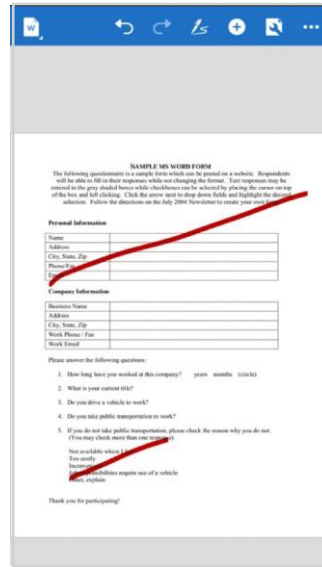 W
SAMPLE MS WORD FORM
The following questionnaire is a sample form which can be posted on a website. Respondents
will be able to fill in their responses while not changing the format. Text responses may be
entered in the gray shaded boxes while checkboxes can be selected by placing the cursor on top
of the box and left clicking. Click the arrow next to drop down fields and highlight the desired
selection. Follow the directions on the July 2004 Newsletter to create your own
Personal Information
Name
Address
City, State, Zip
Phone/Fax
Company Information
Business Name
Address
City, State, Zip
Work Phone / Fax
Work Email
Please answer the following questions:
1. How long have you worked at this company? years months (circle)
2. What is your current title?
3. Do you drive a vehicle to work?
4. Do you take public transportation to work?
5. If you do not take public transportation, please check the reason why you do not.
(You may check more than one response)
Not available where I
Too costly
responsibilities require use of a vehicle
explain
Thank you for participating!